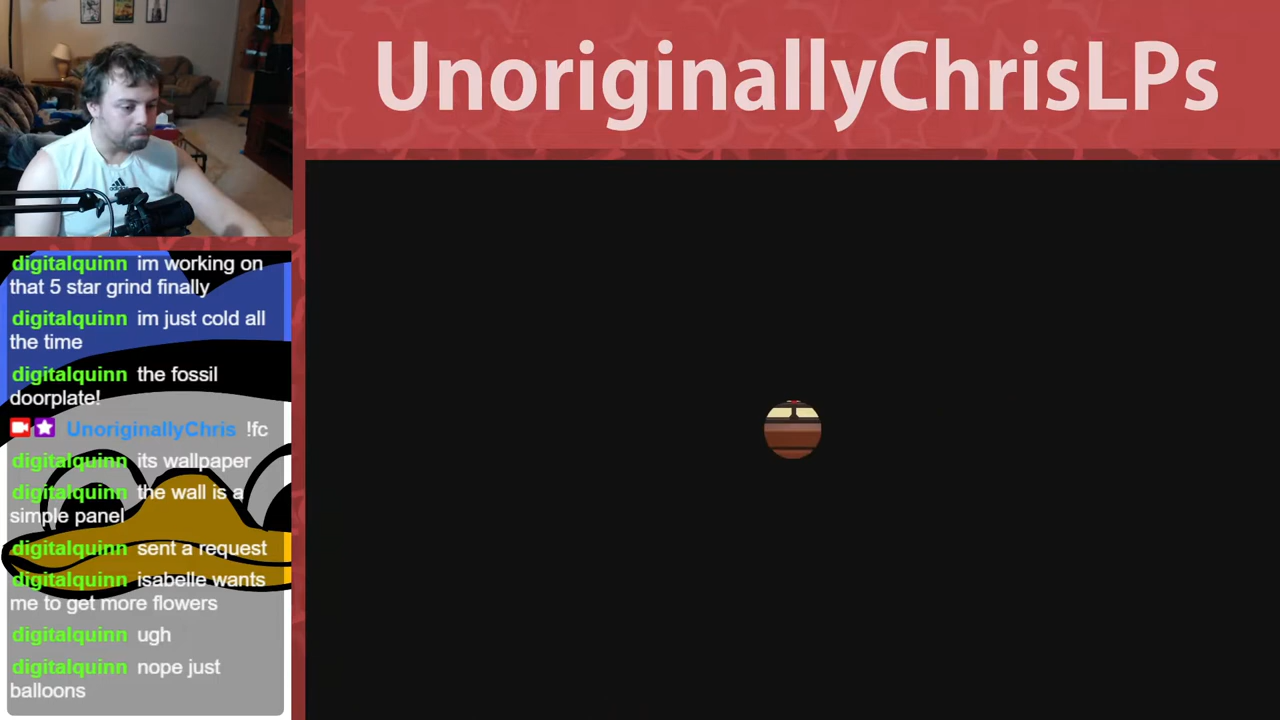 UnoriginallyChrisLPs
adidas
digitalquinn im working on
that 5 star grind finally
digitalquinn im just cold all
the time
digitalquinn the fossil
doorplate!
UnoriginallyChris !fc
digitalquinn its wallpaper
digitalquinn the wall is a
simple panel
digitalquinn sent a request
digitalquinn isabelle wants
me to get more flowers
digitalquinn ugh
digitalquinn nope just
balloons